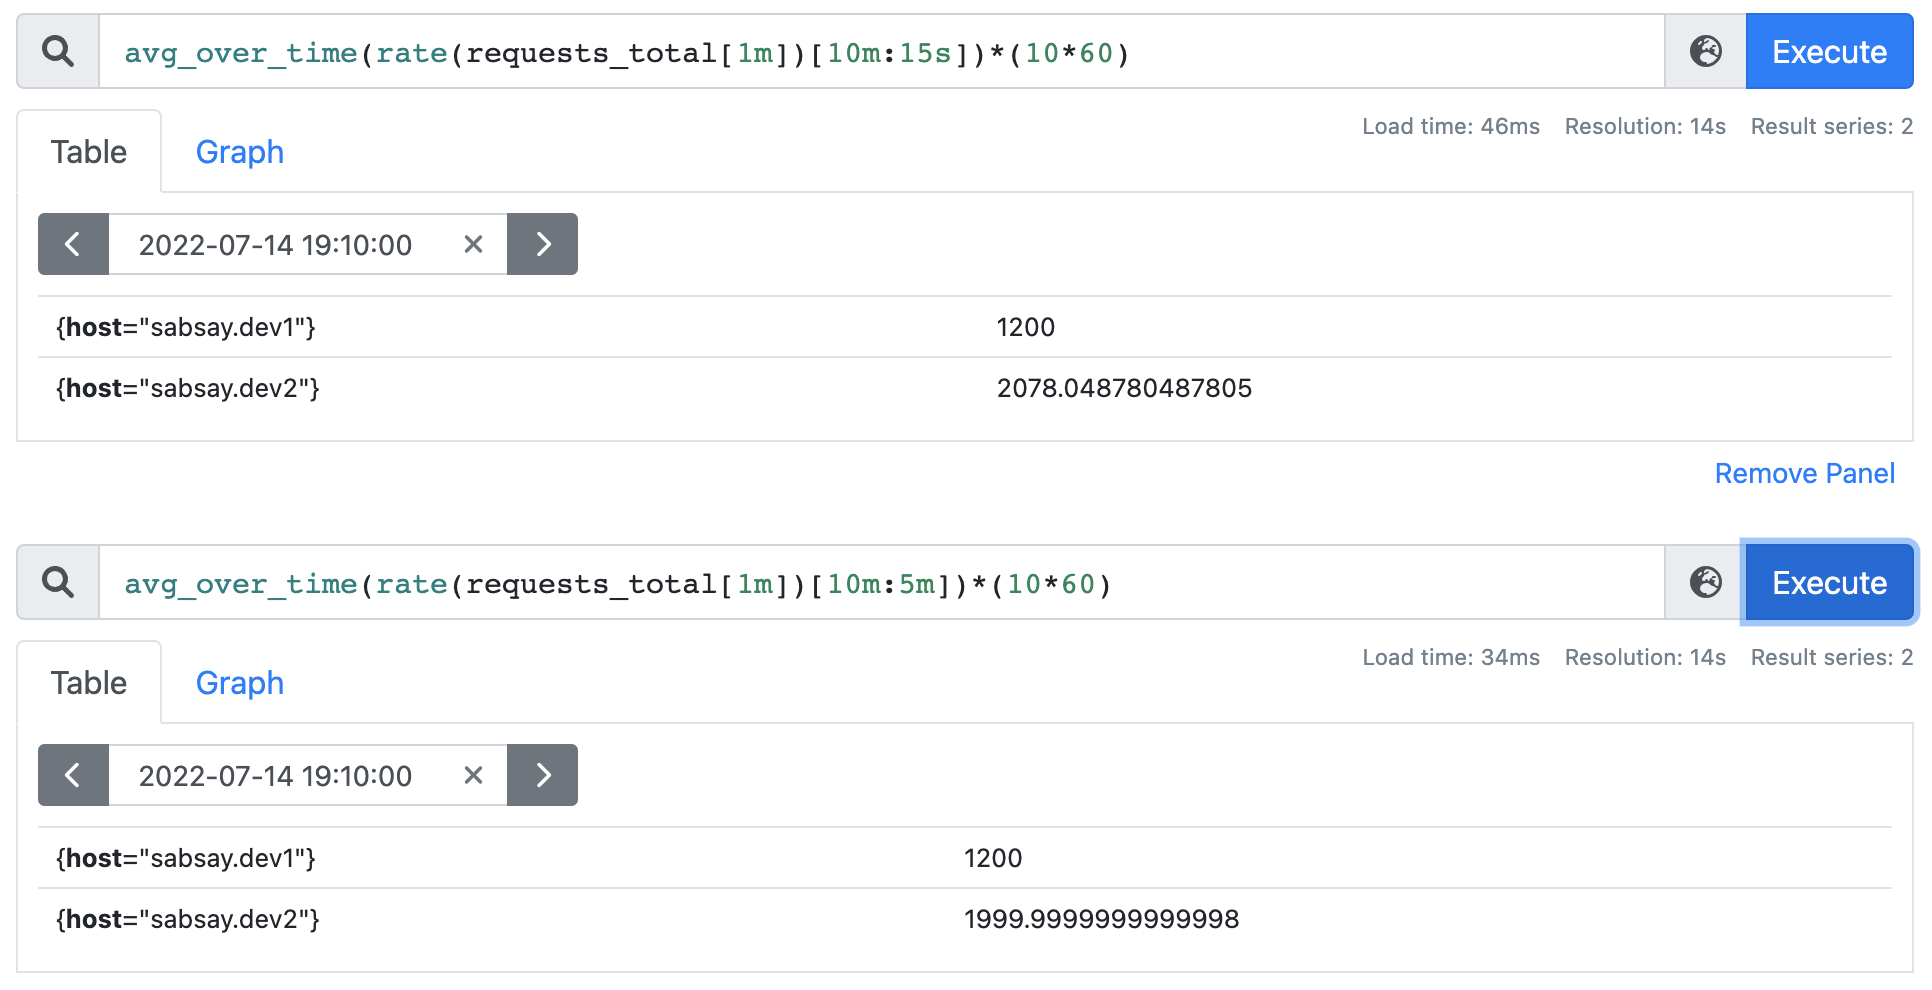 avg_over_time(rate(requests_total[1m])[10m:15s])*(10*60)
Execute
Table
Graph
Load time: 46ms Resolution: 14s Result series: 2
2022-07-14 19:10:00
{host="sabsay.dev1"} 1200
{host="sabsay.dev2"} 2078.048780487805
Remove Panel
avg_over_time(rate(requests_total[1m])[10m:5m])*(10*60)
Execute
Table
Graph
Load time: 34ms Resolution: 14s Result series: 2
2022-07-14 19:10:00
{host="sabsay.dev1"} 1200
{host="sabsay.dev2"} 1999.9999999999998